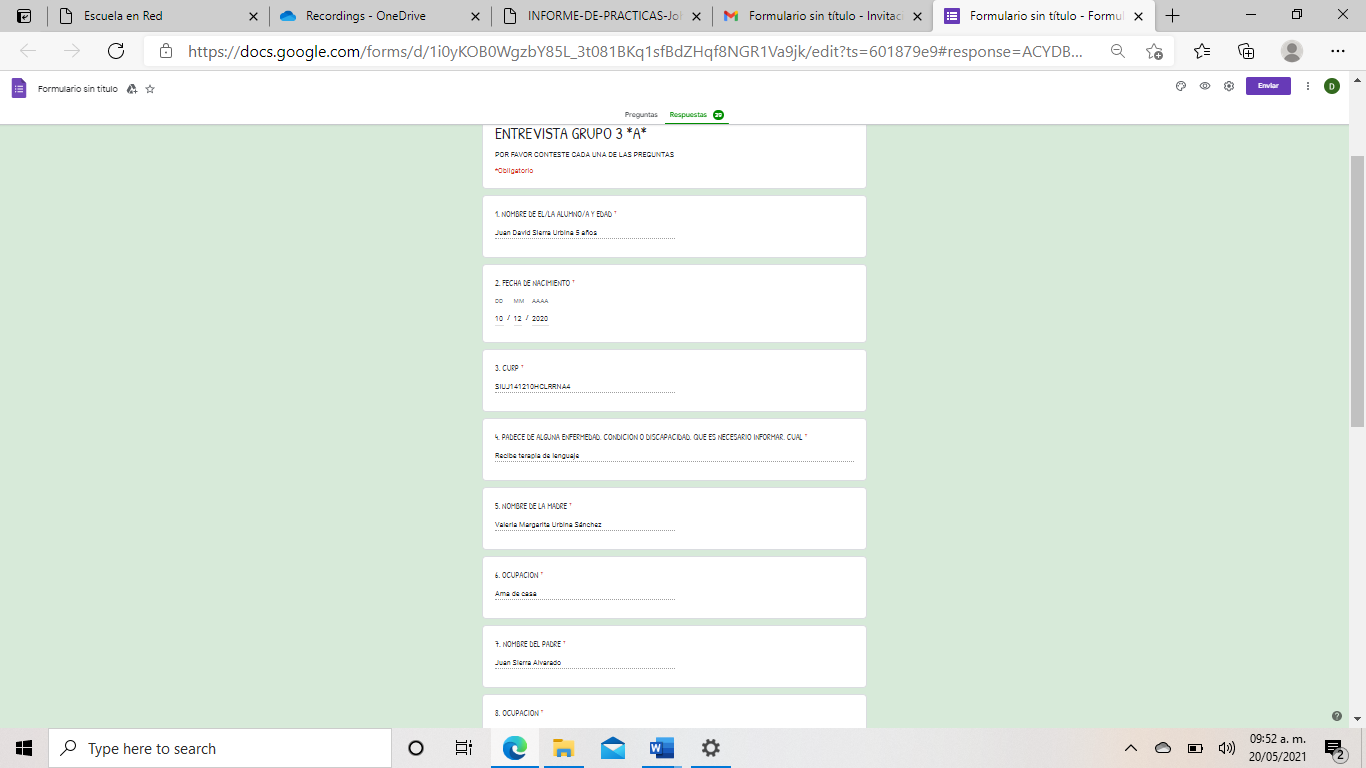 Escuela en Red
Recordings - OneDrive
INFORME-DE-PRACTICAS-Jo
Formulario sin título - Invitac
Formulario sin título - Formul
https://docs.google.com/forms/d/1i0yKOB0WgzbY85L_3t081BKq1sfBdZHqf8NGR1Va9jk/edit?ts=601879e9#response=ACYDB...
Formulario sin título
Enviar
D
Preguntas Respuestas 39
ENTREVISTA GRUPO 3 *A*
POR FAVOR CONTESTE CADA UNA DE LAS PREGUNTAS
*Obligatorio
1. NOMBRE DE EL/LA ALUMNO/A Y EDAD *
Juan David Sierra Urbina 5 años
2. FECHA DE NACIMIENTO *
DD MM AAAA
10 / 12 / 2020
3. CURP *
SIUJ141210HCLRRNA4
4. PADECE DE ALGUNA ENFERMEDAD, CONDICION O DISCAPACIDAD, QUE ES NECESARIO INFORMAR. CUAL *
Recibe terapia de lenguaje
5. NOMBRE DE LA MADRE *
Valeria Margarita Urbina Sánchez
6. OCUPACION *
Ama de casa
7. NOMBRE DEL PADRE *
Juan Sierra Alvarado
8. OCUPACION *
Type here to search
09:52 a. m.
20/05/2021
2